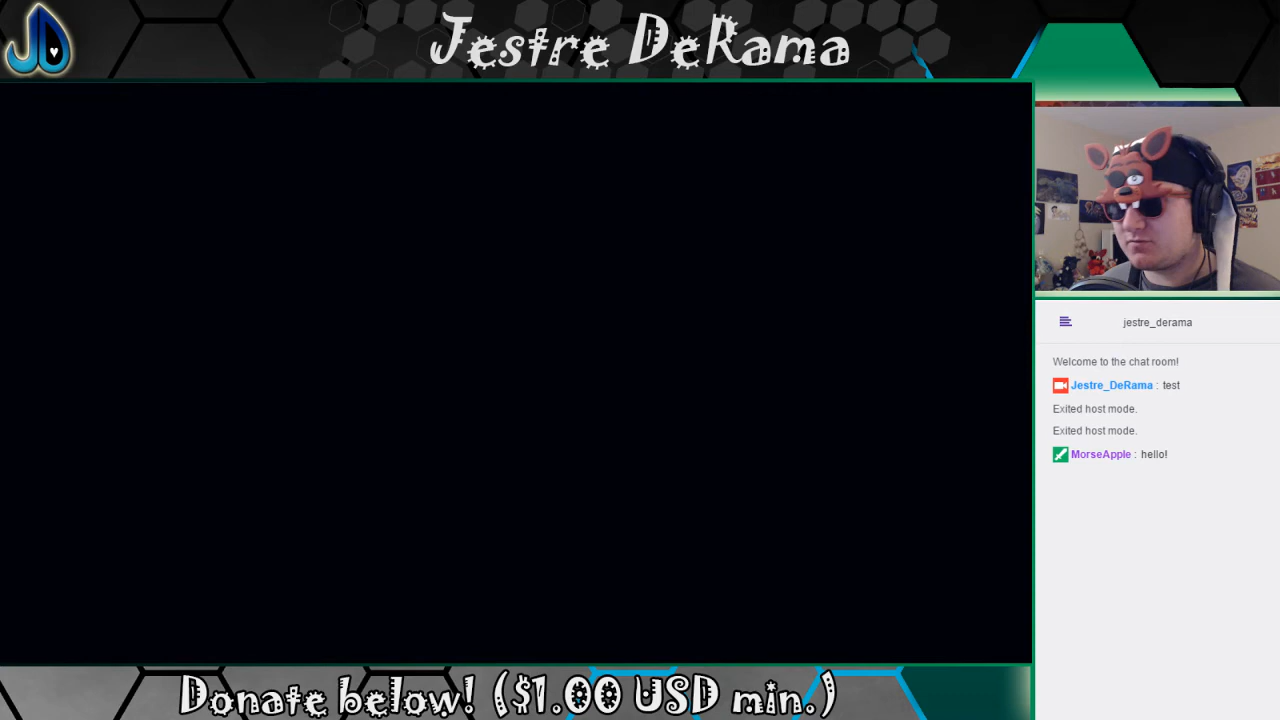 JD
Jestre DeRama
jestre_derama
Welcome to the chat room!
Jestre_DeRama : test
Exited host mode.
Exited host mode.
MorseApple : hello!
Donate below! ($1.00 USD min.)